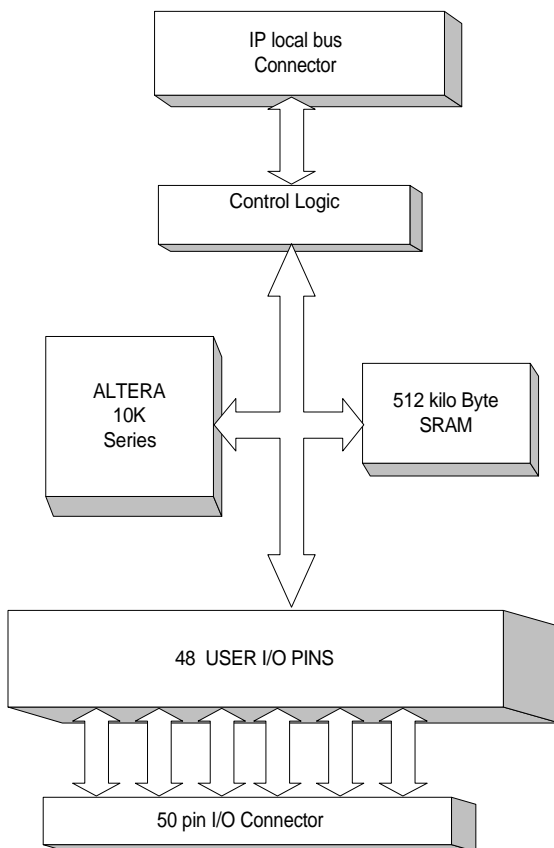 IP local bus
Connector
Control Logic
ALTERA
10K
Series
512 kilo Byte
SRAM
48 USER I/O PINS
50 pin I/O Connector